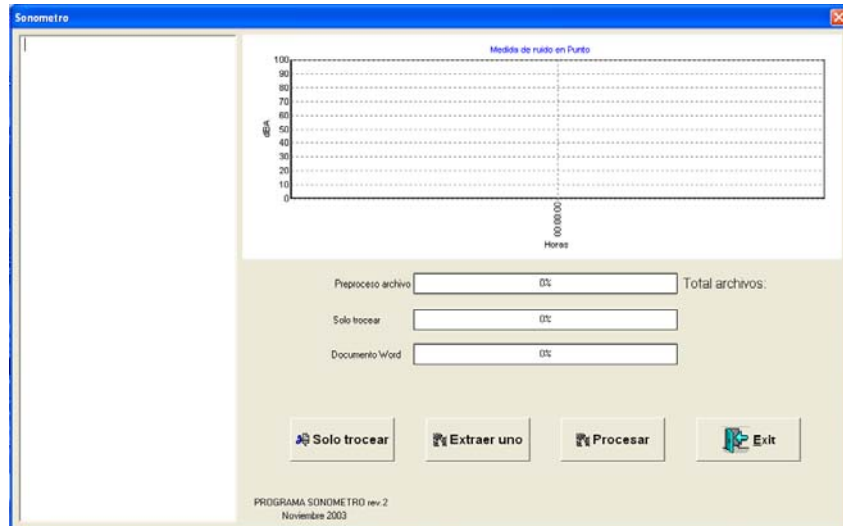 Sonometro
Medida de ruido en Punto
100
90
80
70
60
50
40
30
20
10
0
dBA
00:00:00
Horas
Preproceso archivo
0%
Total archivos:
Solo trocear
0%
Documento Word
0%
Solo trocear
Extraer uno
Procesar
Exit
PROGRAMA SONOMETRO rev.2
Noviembre 2003